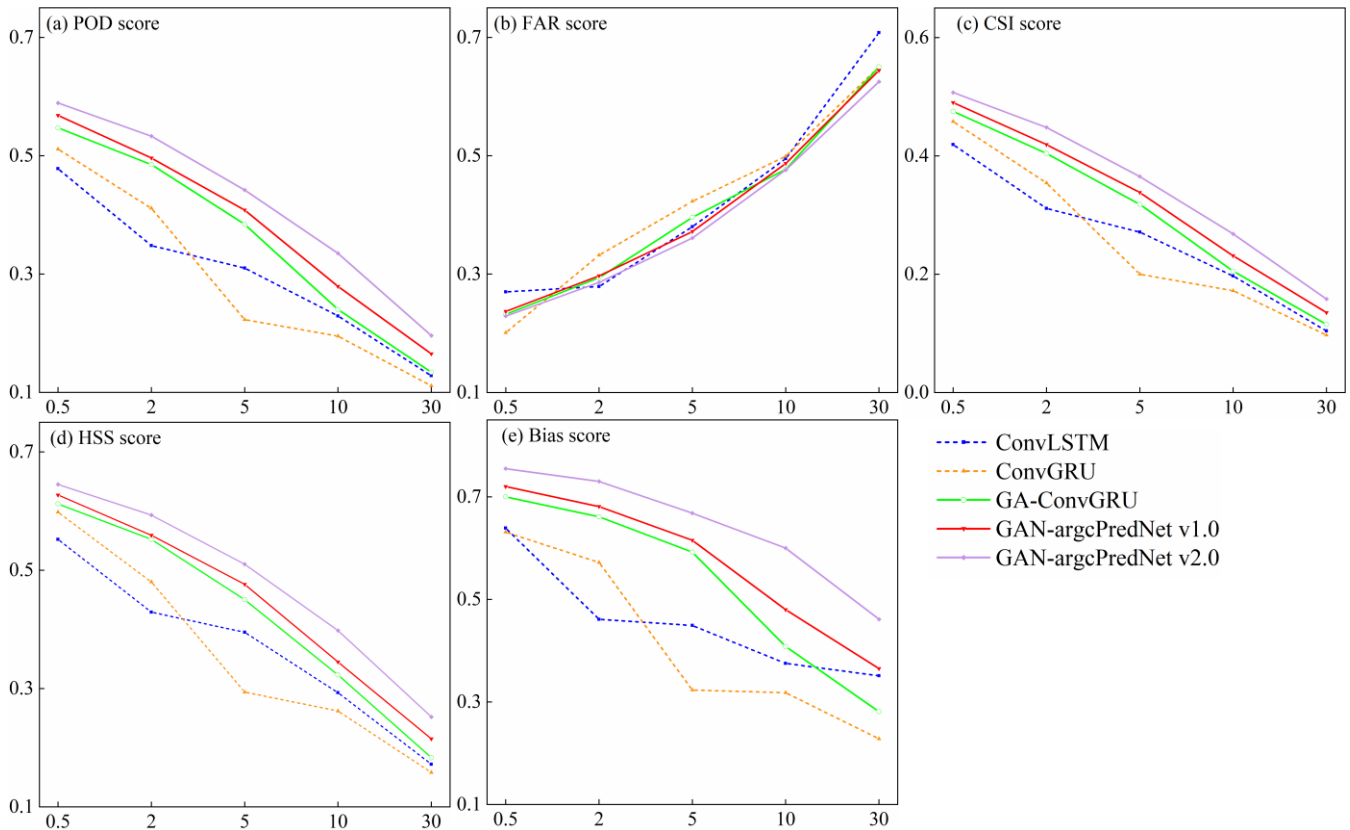 (a) POD score
0.7
0.5
0.3
0.1
0.5 2 5 10 30
(b) FAR score
0.7
0.5
0.3
0.1
0.5 2 5 10 30
(c) CSI score
0.6
0.4
0.2
0.0
0.5 2 5 10 30
(d) HSS score
0.7
0.5
0.3
0.1
0.5 2 5 10 30
(e) Bias score
0.7
0.5
0.3
0.1
0.5 2 5 10 30
ConvLSTM
ConvGRU
GA-ConvGRU
GAN-argcPredNet v1.0
GAN-argcPredNet v2.0